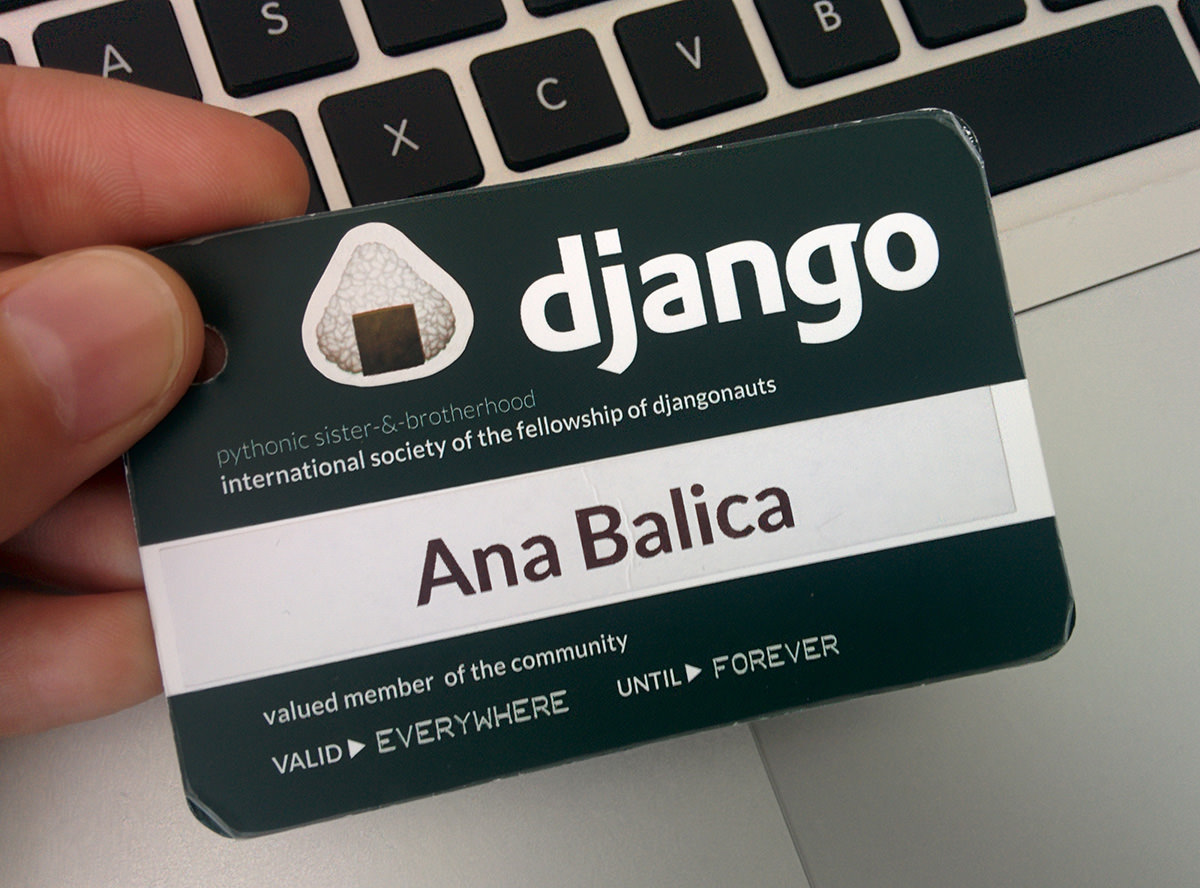 A S
X C V B
django
pythonic sister-&-brotherhood
international society of the fellowship of djangonauts
Ana Balica
valued member of the community
VALID▶ EVERYWHERE UNTIL▶ FOREVER